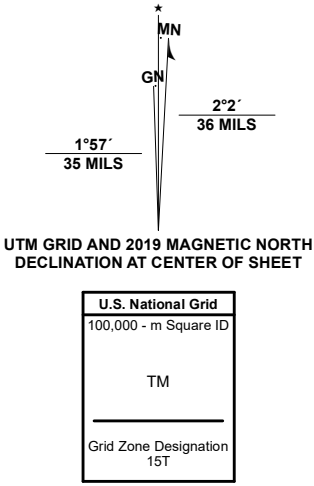 ★
MN
GN
2°2´
36 MILS
1°57´
35 MILS
UTM GRID AND 2019 MAGNETIC NORTH
DECLINATION AT CENTER OF SHEET
U.S. National Grid
100,000 - m Square ID
TM
Grid Zone Designation
15T